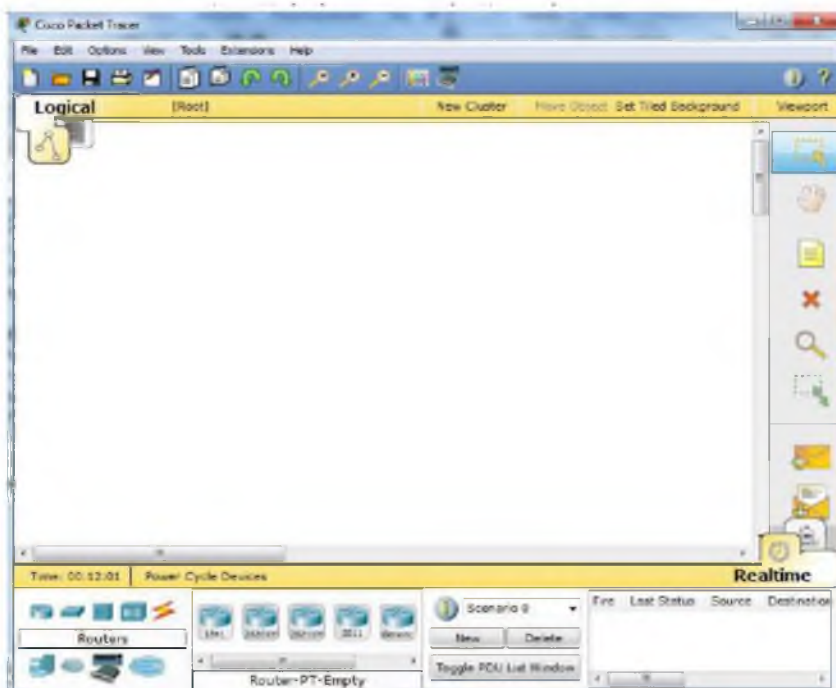 Cisco Packet Tracer
File Edit Options View Tools Extensions Help
Logical [Root] New Cluster Move Object Set Tiled Background Viewport
Time: 00:12:01 Power Cycle Devices Realtime
Scenario 0
Fire Last Status Source Destination
Routers
1841 2811 Generic
New Delete
Toggle PDU List Window
Router-PT-Empty